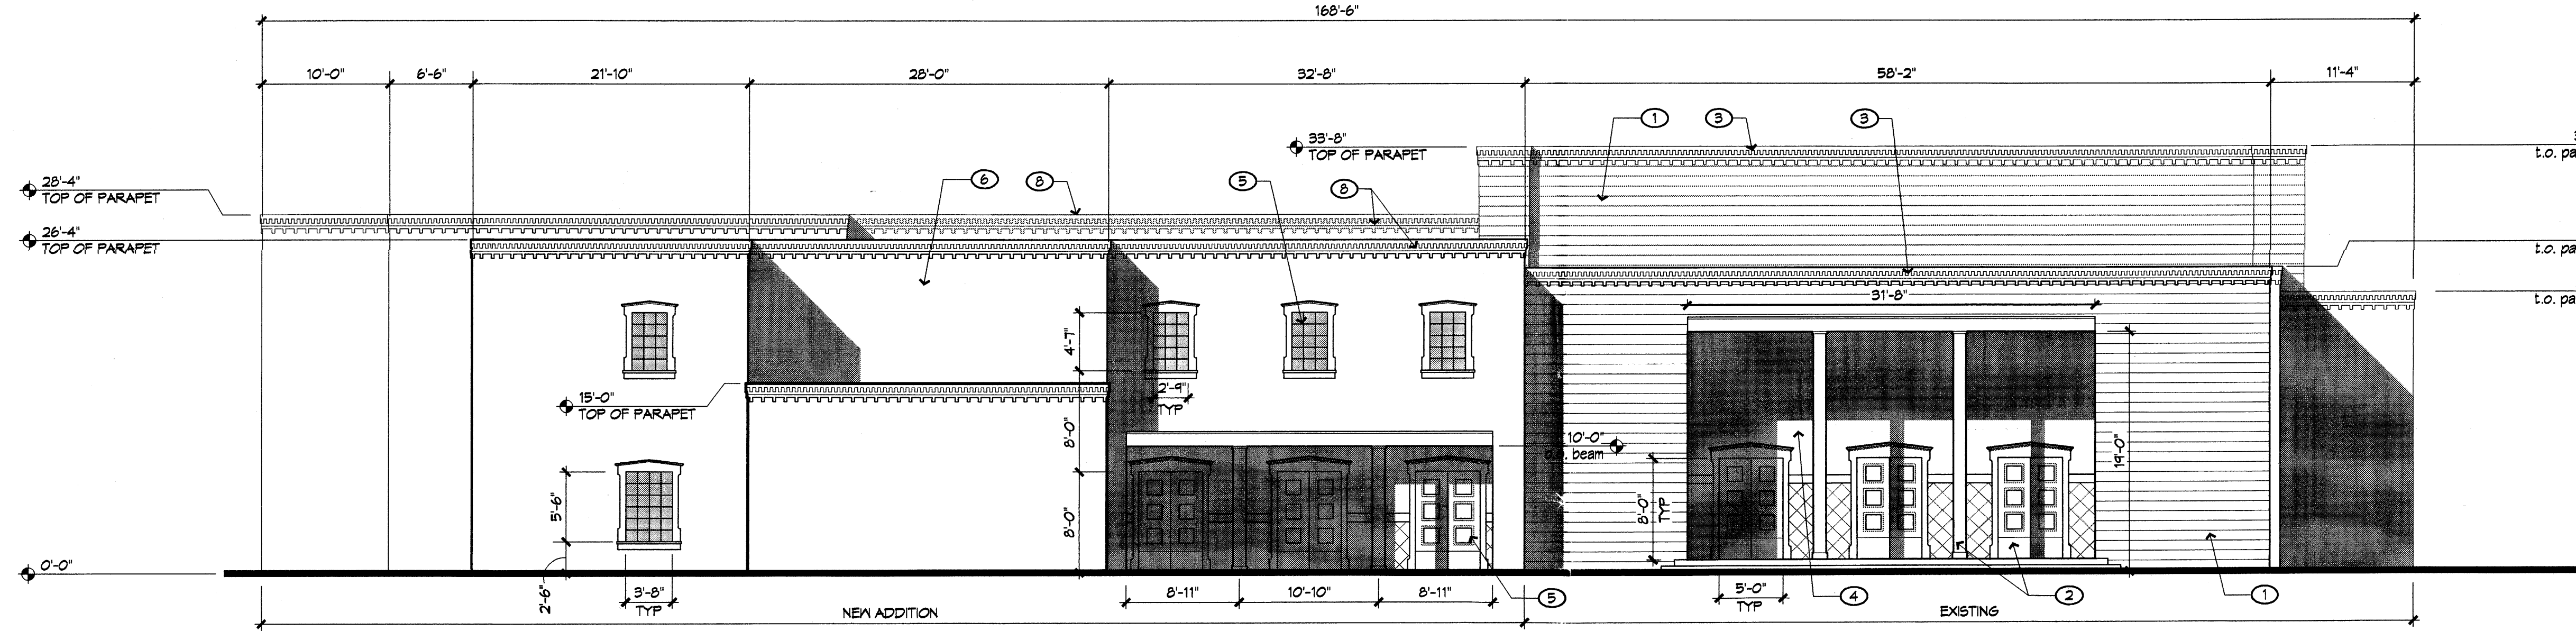 168'-6"
10'-0"
6'-6"
21'-10"
28'-0"
32'-8"
58'-2"
11'-4"
1
3
3
33'-8"
TOP OF PARAPET
t.o. pa
28'-4"
TOP OF PARAPET
6
8
5
8
26'-4"
TOP OF PARAPET
t.o. pa
31'-8"
t.o. pa
4'-7"
15'-0"
TOP OF PARAPET
2'-9"
TYP
8'-0"
10'-0"
beam
19'-0"
5'-6"
8'-0"
8'-0"
TYP
0'-0"
2'-6"
3'-8"
TYP
8'-11"
10'-10"
8'-11"
5
5'-0"
TYP
4
2
1
NEW ADDITION
EXISTING